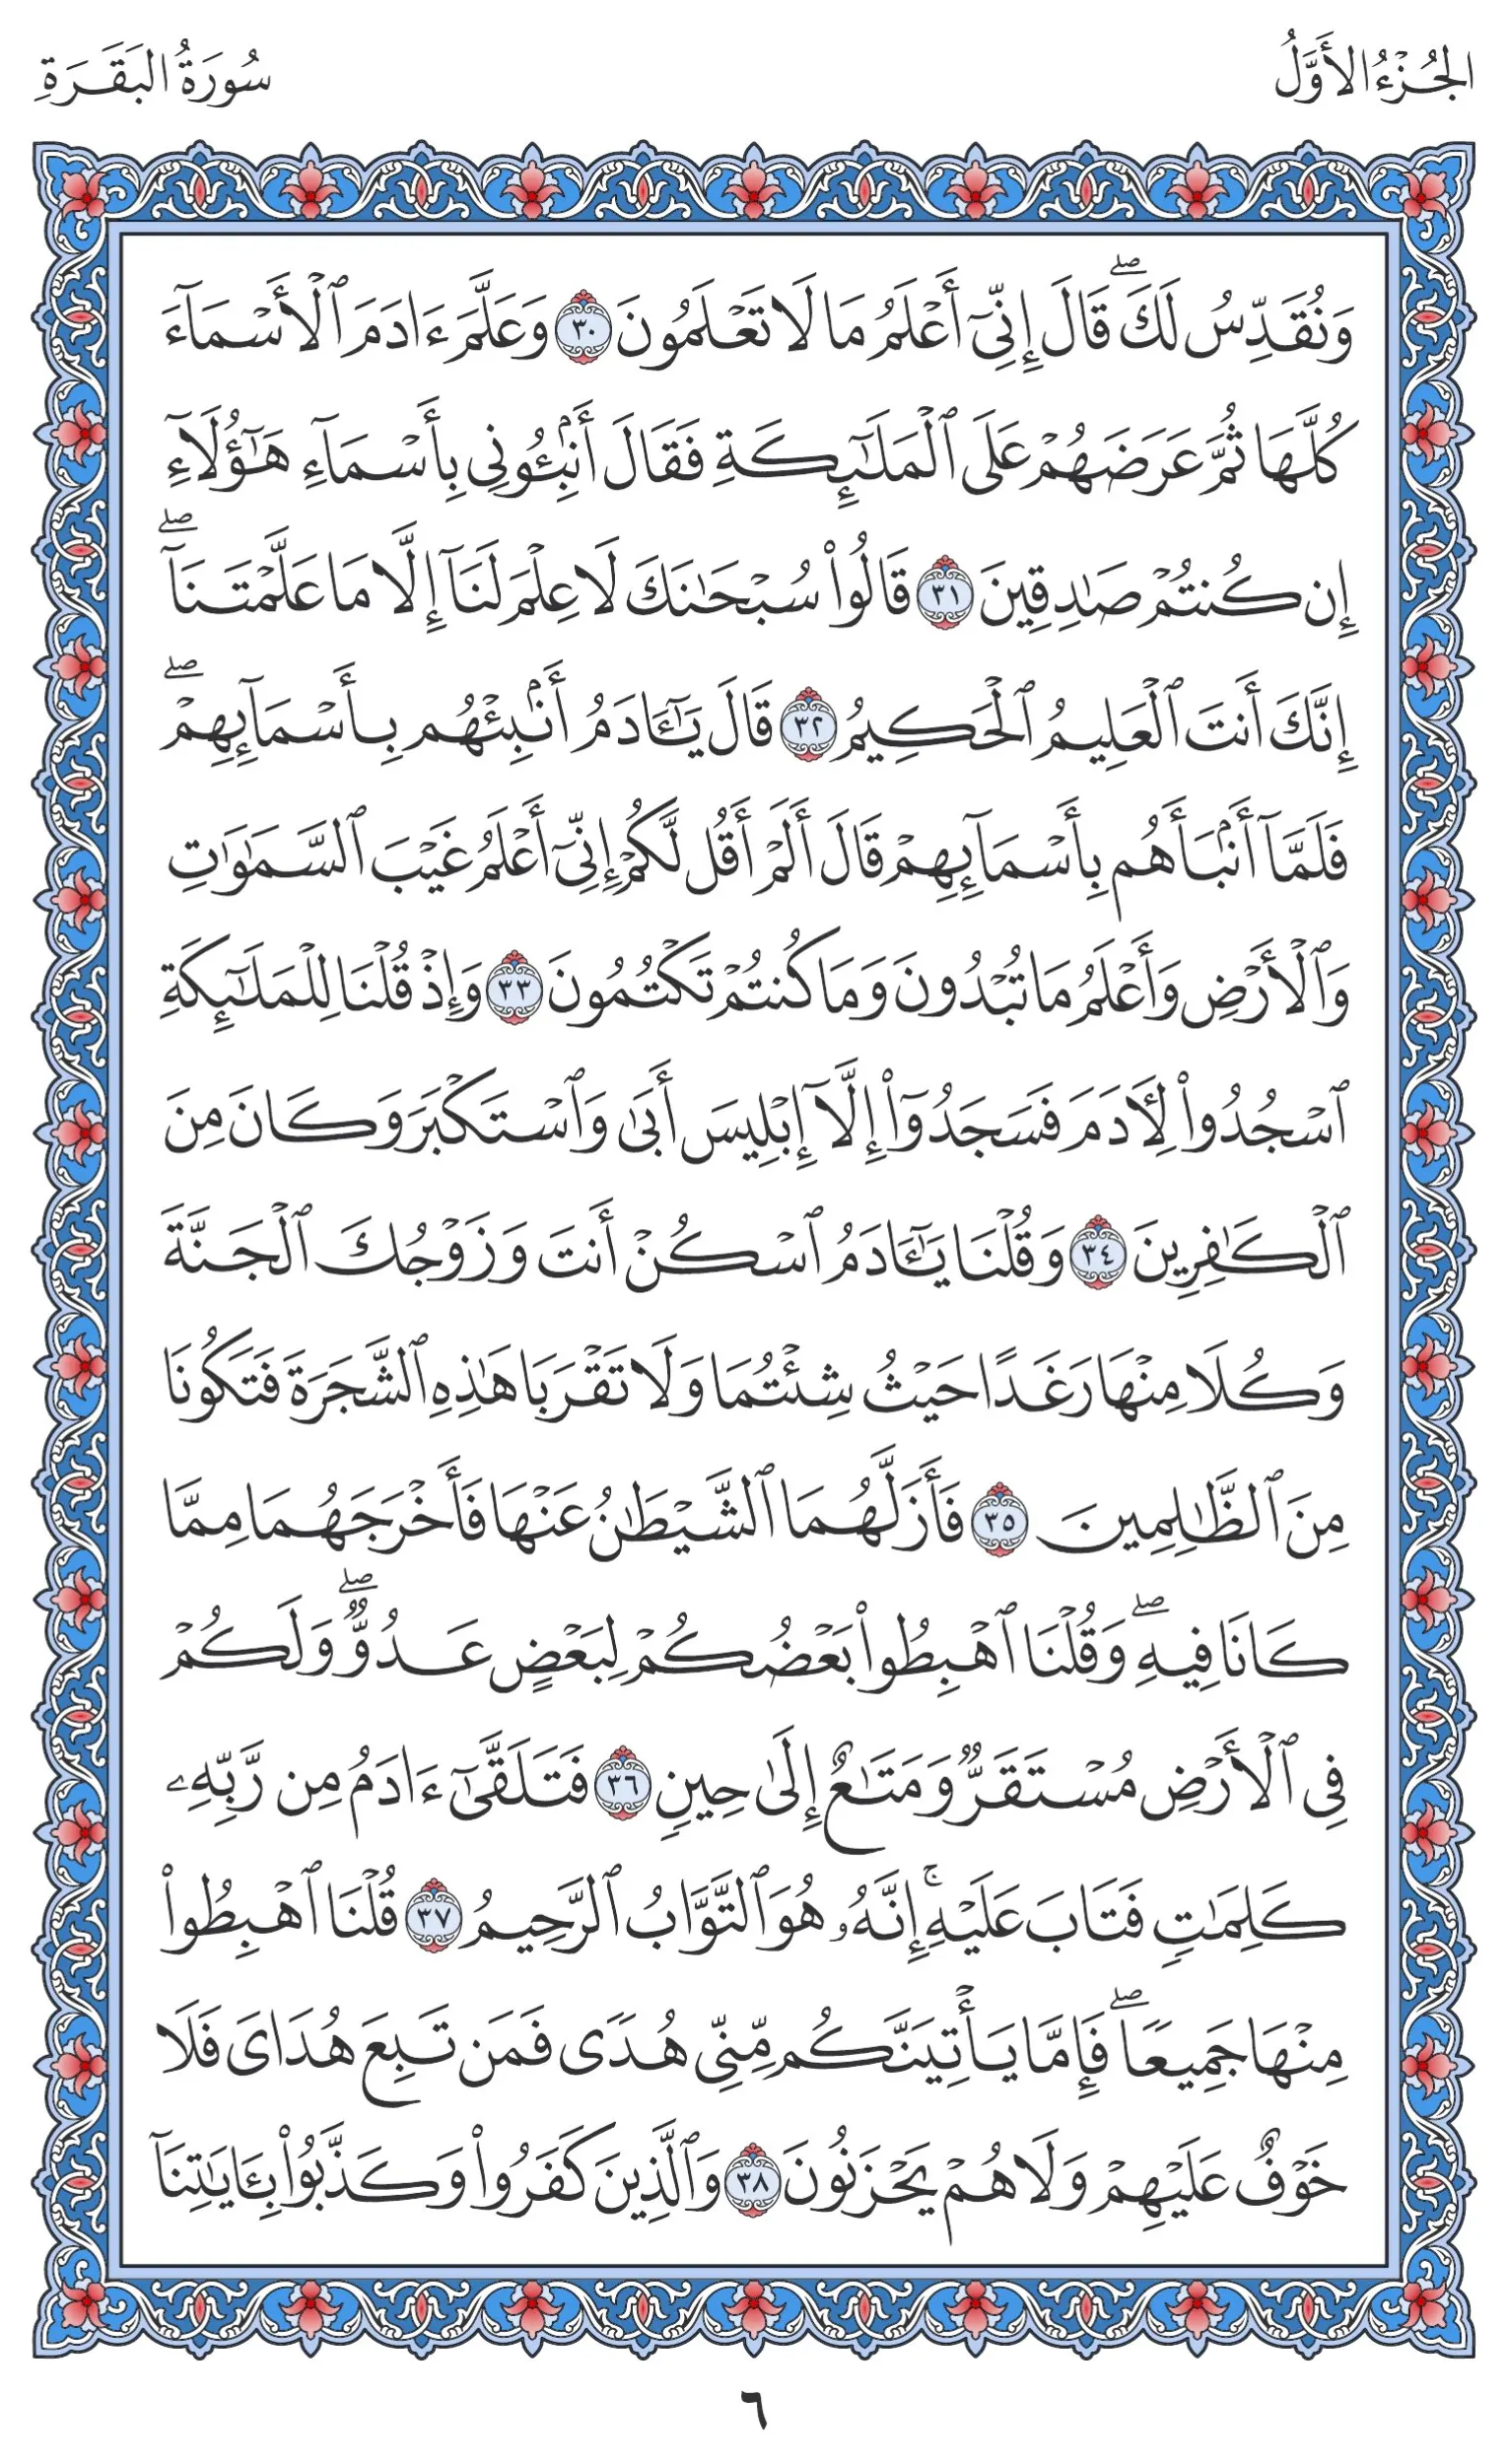 الجُزْءُ الأَوَّلُ
سُورَةُ البَقَرَةِ
وَنُقَدِّسُ لَكَۖ قَالَ إِنِّيٓ أَعۡلَمُ مَا لَا تَعۡلَمُونَ ٣٠ وَعَلَّمَ ءَادَمَ ٱلۡأَسۡمَآءَ
كُلَّهَا ثُمَّ عَرَضَهُمۡ عَلَى ٱلۡمَلَٰٓئِكَةِ فَقَالَ أَنۢبِـُٔونِي بِأَسۡمَآءِ هَٰٓؤُلَآءِ
إِن كُنتُمۡ صَٰدِقِينَ ٣١ قَالُواْ سُبۡحَٰنَكَ لَا عِلۡمَ لَنَآ إِلَّا مَا عَلَّمۡتَنَآۖ
إِنَّكَ أَنتَ ٱلۡعَلِيمُ ٱلۡحَكِيمُ ٣٢ قَالَ يَٰٓـَٔادَمُ أَنۢبِئۡهُم بِأَسۡمَآئِهِمۡۖ
فَلَمَّآ أَنۢبَأَهُم بِأَسۡمَآئِهِمۡ قَالَ أَلَمۡ أَقُل لَّكُمۡ إِنِّيٓ أَعۡلَمُ غَيۡبَ ٱلسَّمَٰوَٰتِ
وَٱلۡأَرۡضِ وَأَعۡلَمُ مَا تُبۡدُونَ وَمَا كُنتُمۡ تَكۡتُمُونَ ٣٣ وَإِذۡ قُلۡنَا لِلۡمَلَٰٓئِكَةِ
ٱسۡجُدُواْ لِأٓدَمَ فَسَجَدُوٓاْ إِلَّآ إِبۡلِيسَ أَبَىٰ وَٱسۡتَكۡبَرَ وَكَانَ مِنَ
ٱلۡكَٰفِرِينَ ٣٤ وَقُلۡنَا يَٰٓـَٔادَمُ ٱسۡكُنۡ أَنتَ وَزَوۡجُكَ ٱلۡجَنَّةَ
وَكُلَا مِنۡهَا رَغَدًا حَيۡثُ شِئۡتُمَا وَلَا تَقۡرَبَا هَٰذِهِ ٱلشَّجَرَةَ فَتَكُونَا
مِنَ ٱلظَّٰلِمِينَ ٣٥ فَأَزَلَّهُمَا ٱلشَّيۡطَٰنُ عَنۡهَا فَأَخۡرَجَهُمَا مِمَّا
كَانَا فِيهِۖ وَقُلۡنَا ٱهۡبِطُواْ بَعۡضُكُمۡ لِبَعۡضٍ عَدُوّٞۖ وَلَكُمۡ
فِي ٱلۡأَرۡضِ مُسۡتَقَرّٞ وَمَتَٰعٌ إِلَىٰ حِينٖ ٣٦ فَتَلَقَّىٰٓ ءَادَمُ مِن رَّبِّهِۦ
كَلِمَٰتٖ فَتَابَ عَلَيۡهِۚ إِنَّهُۥ هُوَ ٱلتَّوَّابُ ٱلرَّحِيمُ ٣٧ قُلۡنَا ٱهۡبِطُواْ
مِنۡهَا جَمِيعٗاۖ فَإِمَّا يَأۡتِيَنَّكُم مِّنِّي هُدٗى فَمَن تَبِعَ هُدَايَ فَلَا
خَوۡفٌ عَلَيۡهِمۡ وَلَا هُمۡ يَحۡزَنُونَ ٣٨ وَٱلَّذِينَ كَفَرُواْ وَكَذَّبُواْ بِـَٔايَٰتِنَآ
٦